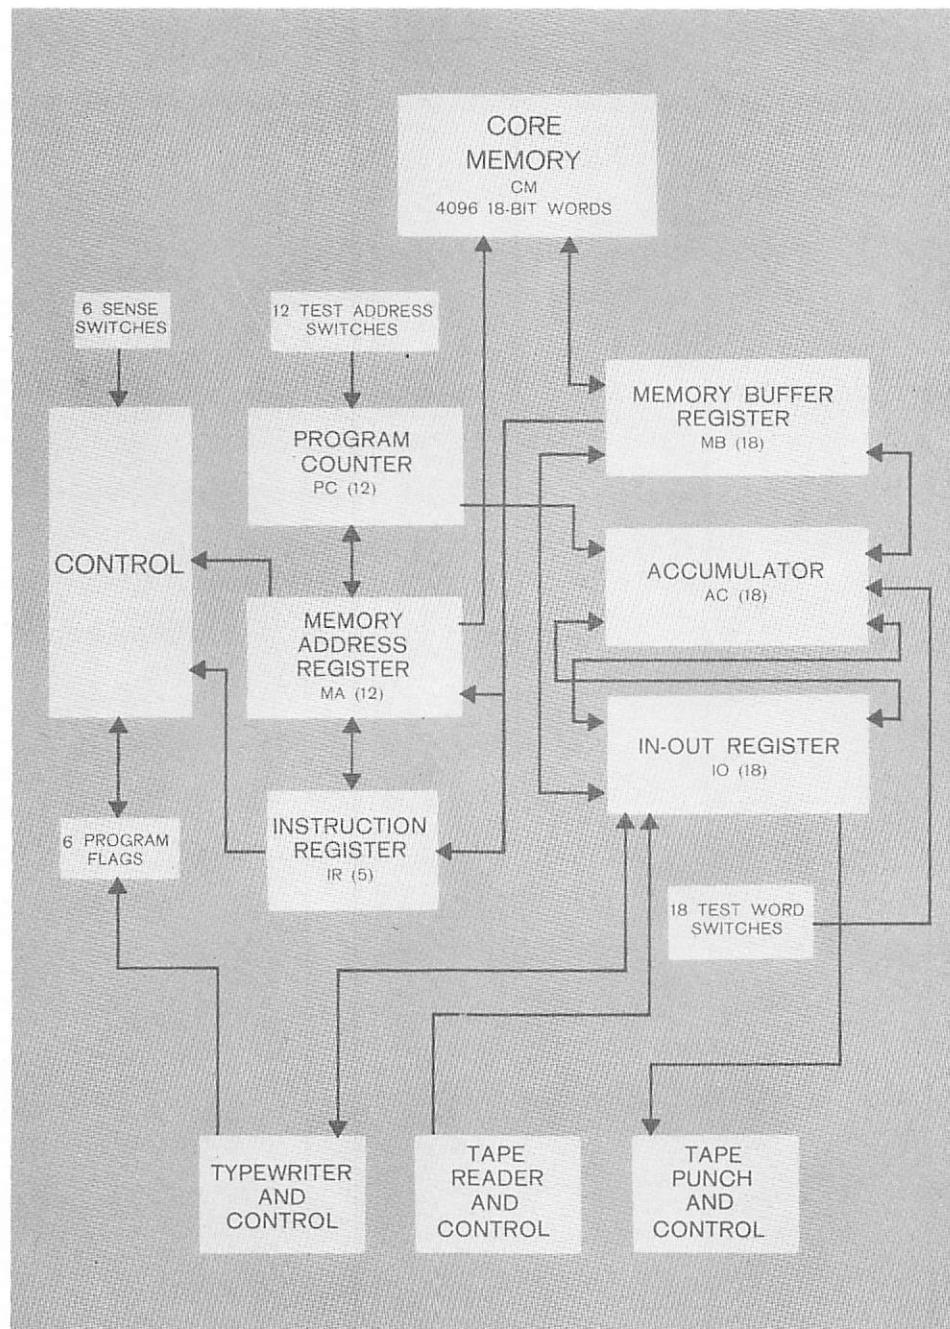 CORE
MEMORY
CM
4096 18-BIT WORDS
6 SENSE
SWITCHES
12 TEST ADDRESS
SWITCHES
MEMORY BUFFER
REGISTER
MB (18)
PROGRAM
COUNTER
PC (12)
CONTROL
ACCUMULATOR
AC (18)
MEMORY
ADDRESS
REGISTER
MA (12)
IN-OUT REGISTER
IO (18)
6 PROGRAM
FLAGS
INSTRUCTION
REGISTER
IR (5)
18 TEST WORD
SWITCHES
TYPEWRITER
AND
CONTROL
TAPE
READER
AND
CONTROL
TAPE
PUNCH
AND
CONTROL